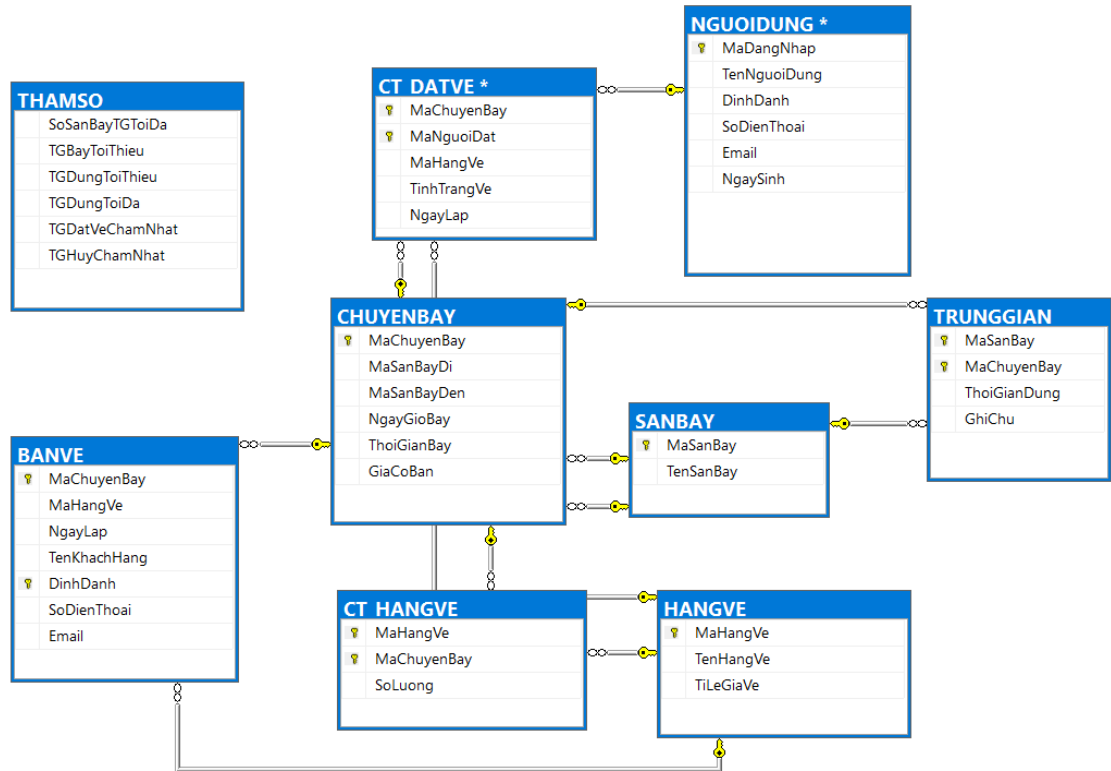 THAMSO
SoSanBayTGToiDa
TGBayToiThieu
TGDungToiThieu
TGDungToiDa
TGDatVeChamNhat
TGHuyChamNhat
CT_DATVE *
MaChuyenBay
MaNguoiDat
MaHangVe
TinhTrangVe
NgayLap
NGUOIDUNG *
MaDangNhap
TenNguoiDung
DinhDanh
SoDienThoai
Email
NgaySinh
CHUYENBAY
MaChuyenBay
MaSanBayDi
MaSanBayDen
NgayGioBay
ThoiGianBay
GiaCoBan
TRUNGGIAN
MaSanBay
MaChuyenBay
ThoiGianDung
GhiChu
SANBAY
MaSanBay
TenSanBay
BANVE
MaChuyenBay
MaHangVe
NgayLap
TenKhachHang
DinhDanh
SoDienThoai
Email
CT_HANGVE
MaHangVe
MaChuyenBay
SoLuong
HANGVE
MaHangVe
TenHangVe
TiLeGiaVe